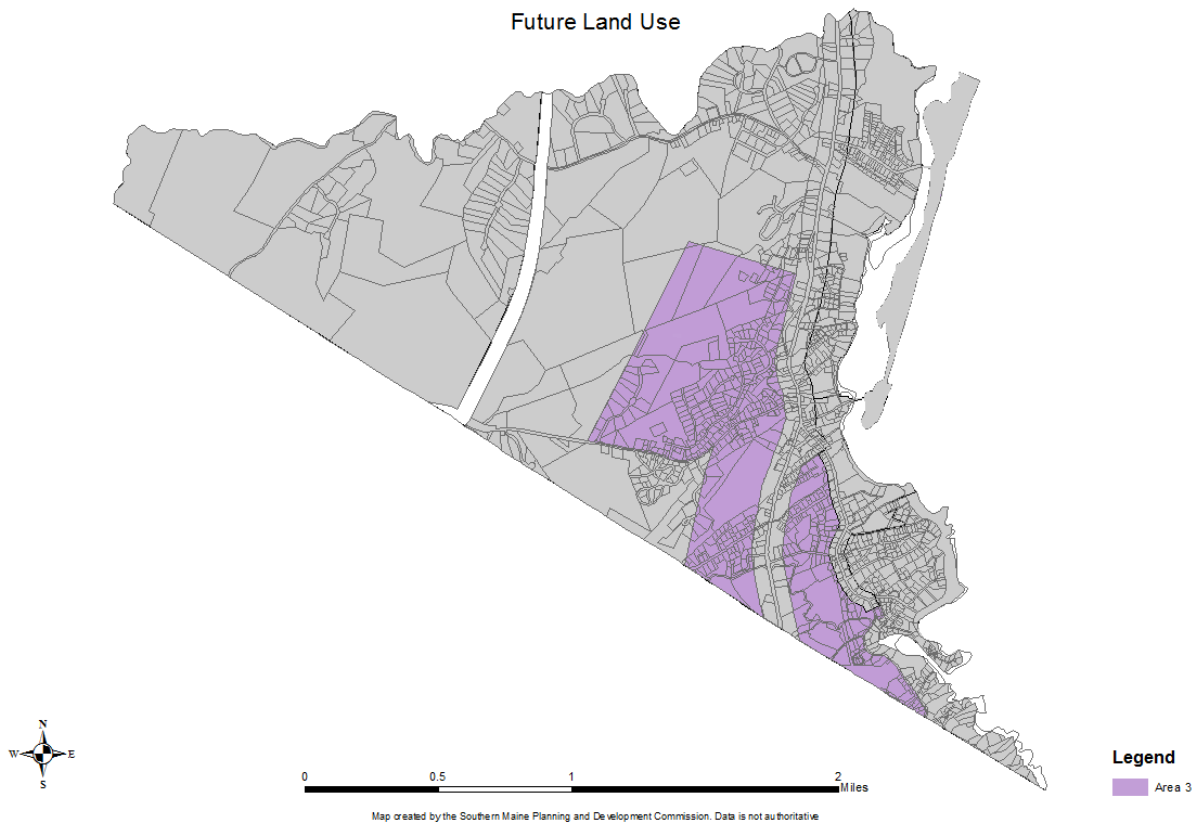 Future Land Use
N
W E
S
0 0.5 1 2
Miles
Legend
Area 3
Map created by the Southern Maine Planning and Development Commission. Data is not authoritative